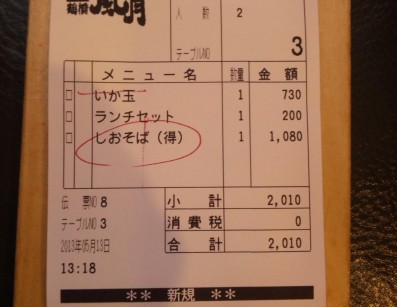 鶴橋風月
人数 2
テーブルNO 3
メニュー名 数量 金額
いか玉 1 730
ランチセット 1 200
しおそば(得) 1 1,080
伝票NO 8 小計 2,010
テーブルNO 3 消費税 0
2013年05月13日 合計 2,010
13:18
** 新規 **